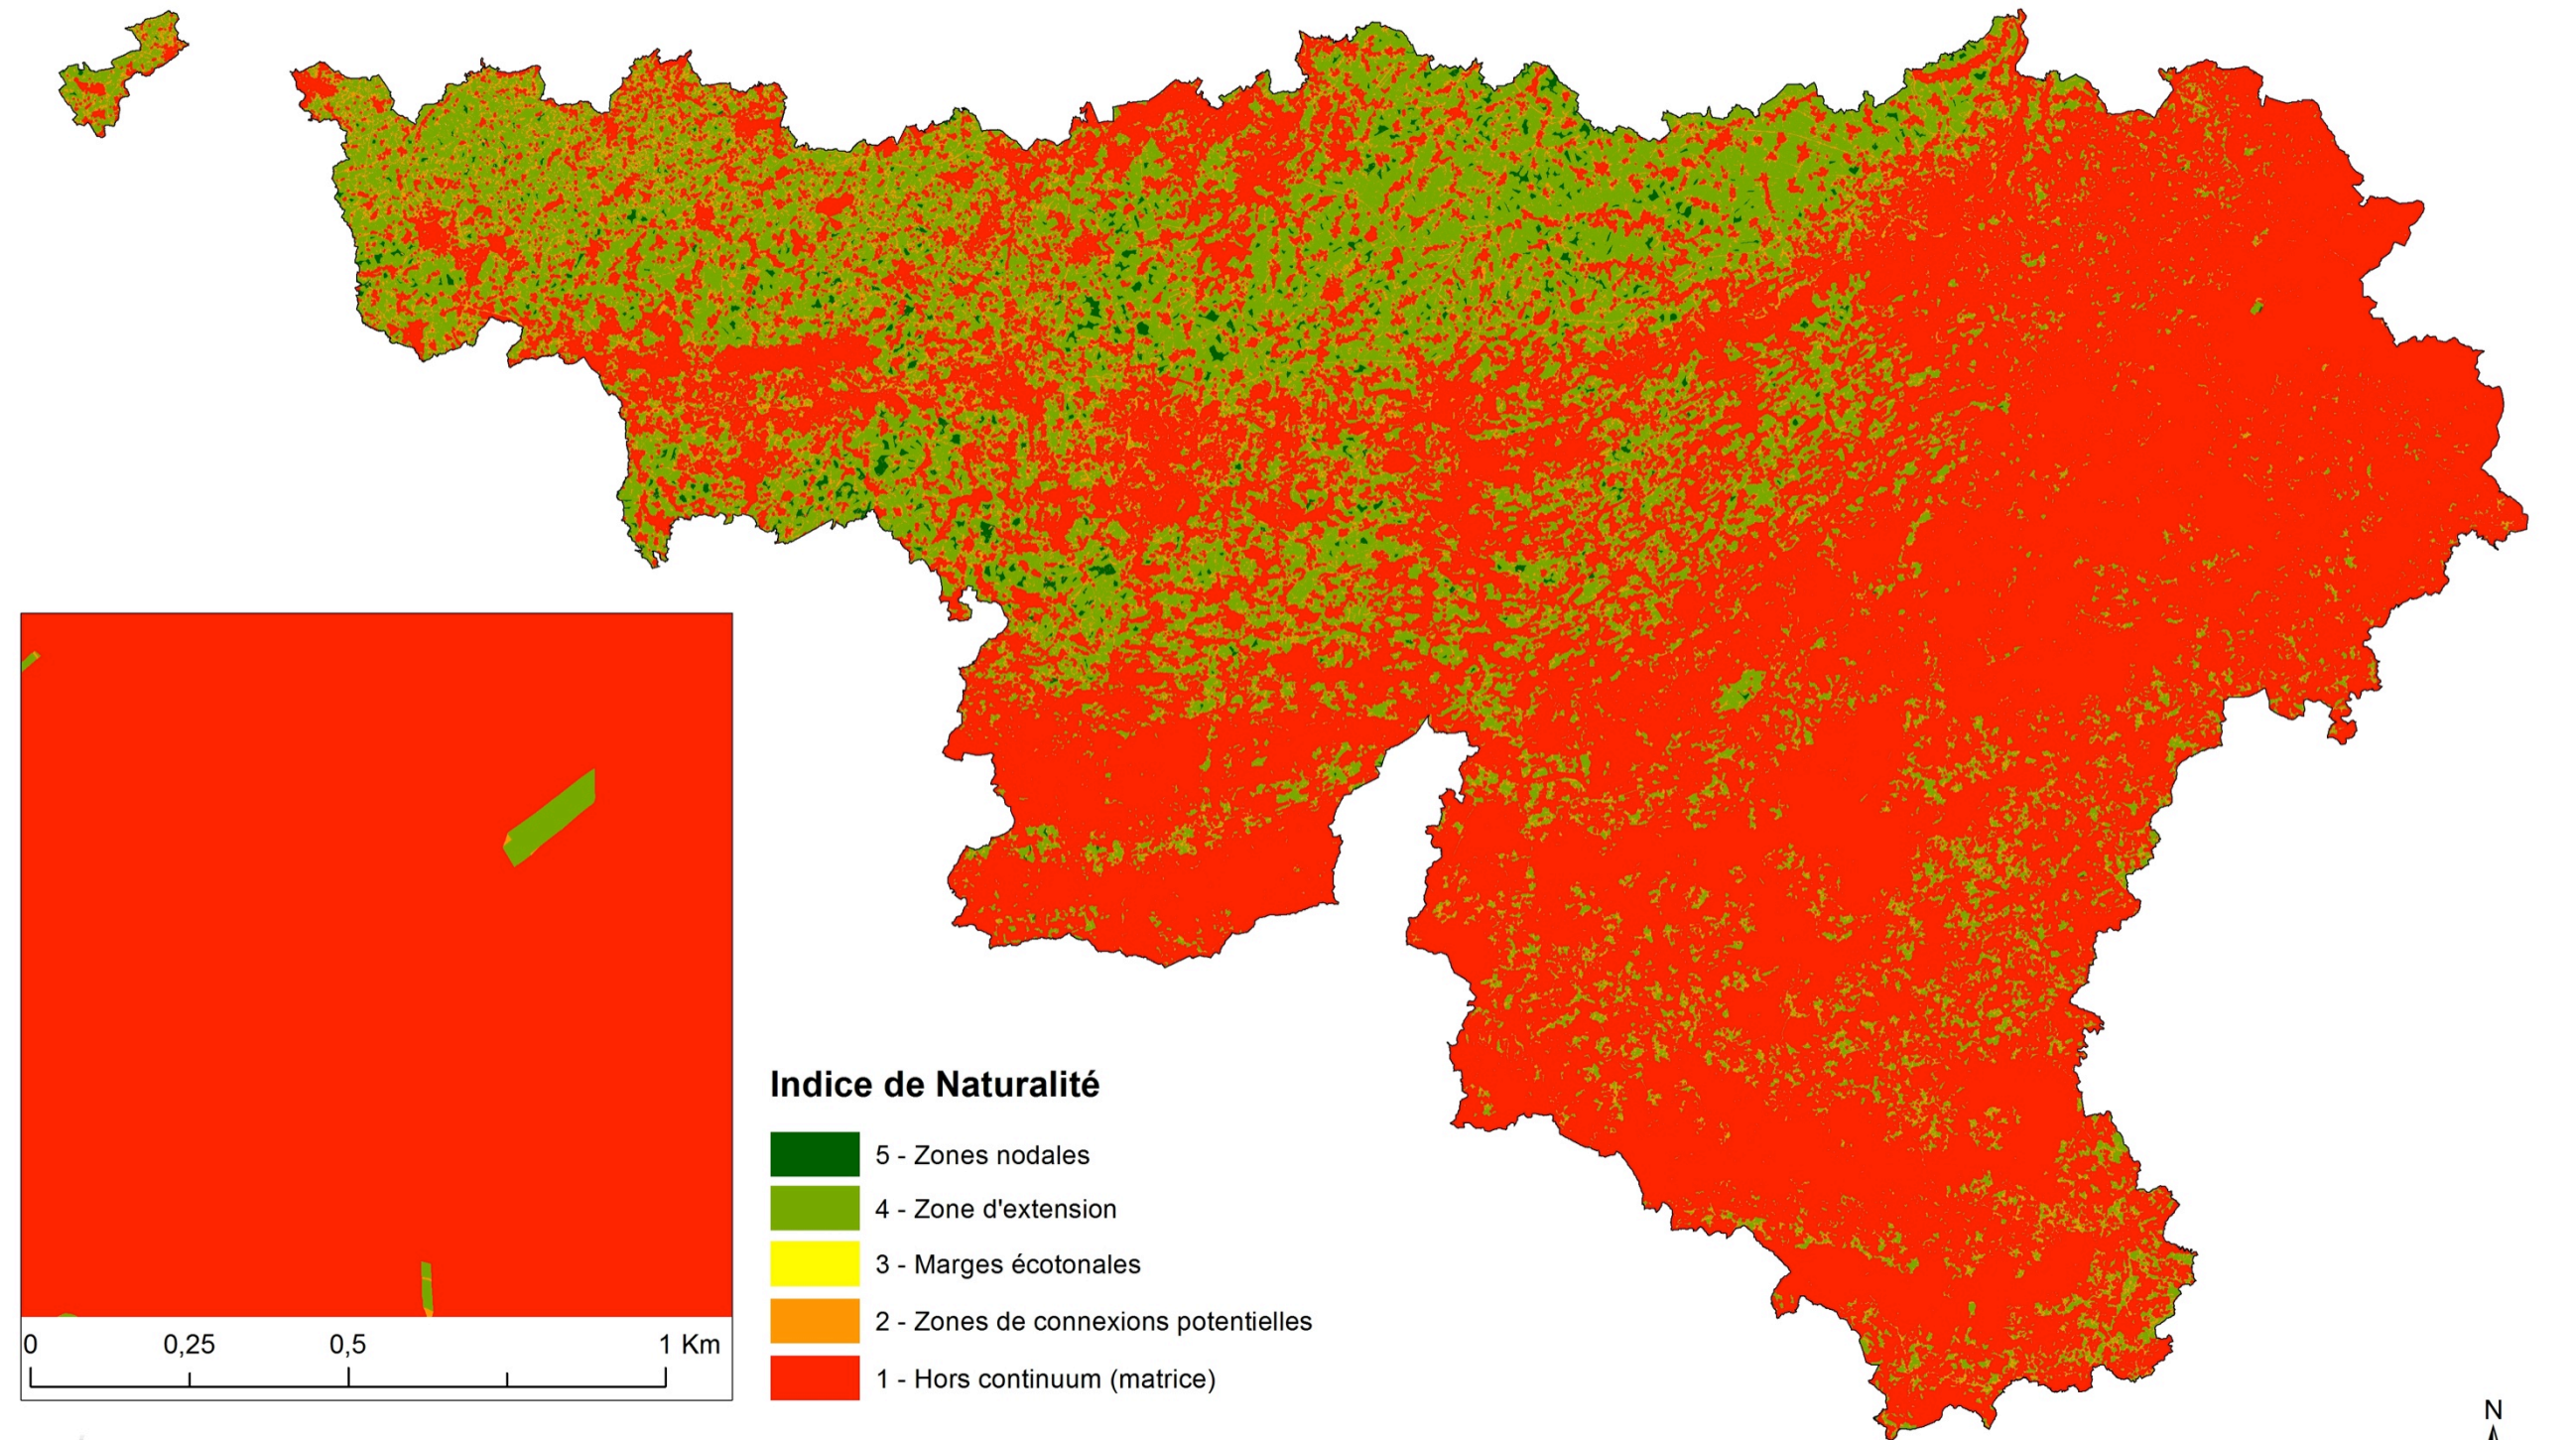 Indice de Naturalité
5 - Zones nodales
4 - Zone d'extension
3 - Marges écotonales
2 - Zones de connexions potentielles
1 - Hors continuum (matrice)
0 0,25 0,5 1 Km
N